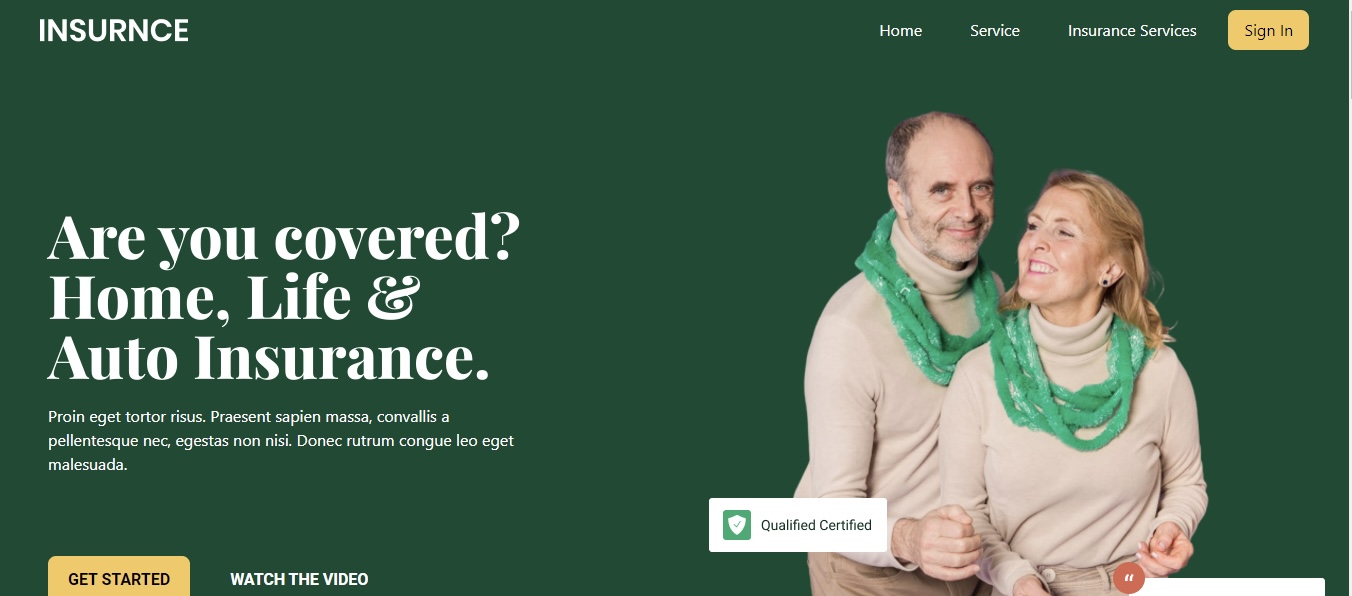 INSURNCE
Home
Service
Insurance Services
Sign In
Are you covered?
Home, Life &
Auto Insurance.
Proin eget tortor risus. Praesent sapien massa, convallis a
pellentesque nec, egestas non nisi. Donec rutrum congue leo eget
malesuada.
Qualified Certified
GET STARTED
WATCH THE VIDEO
“